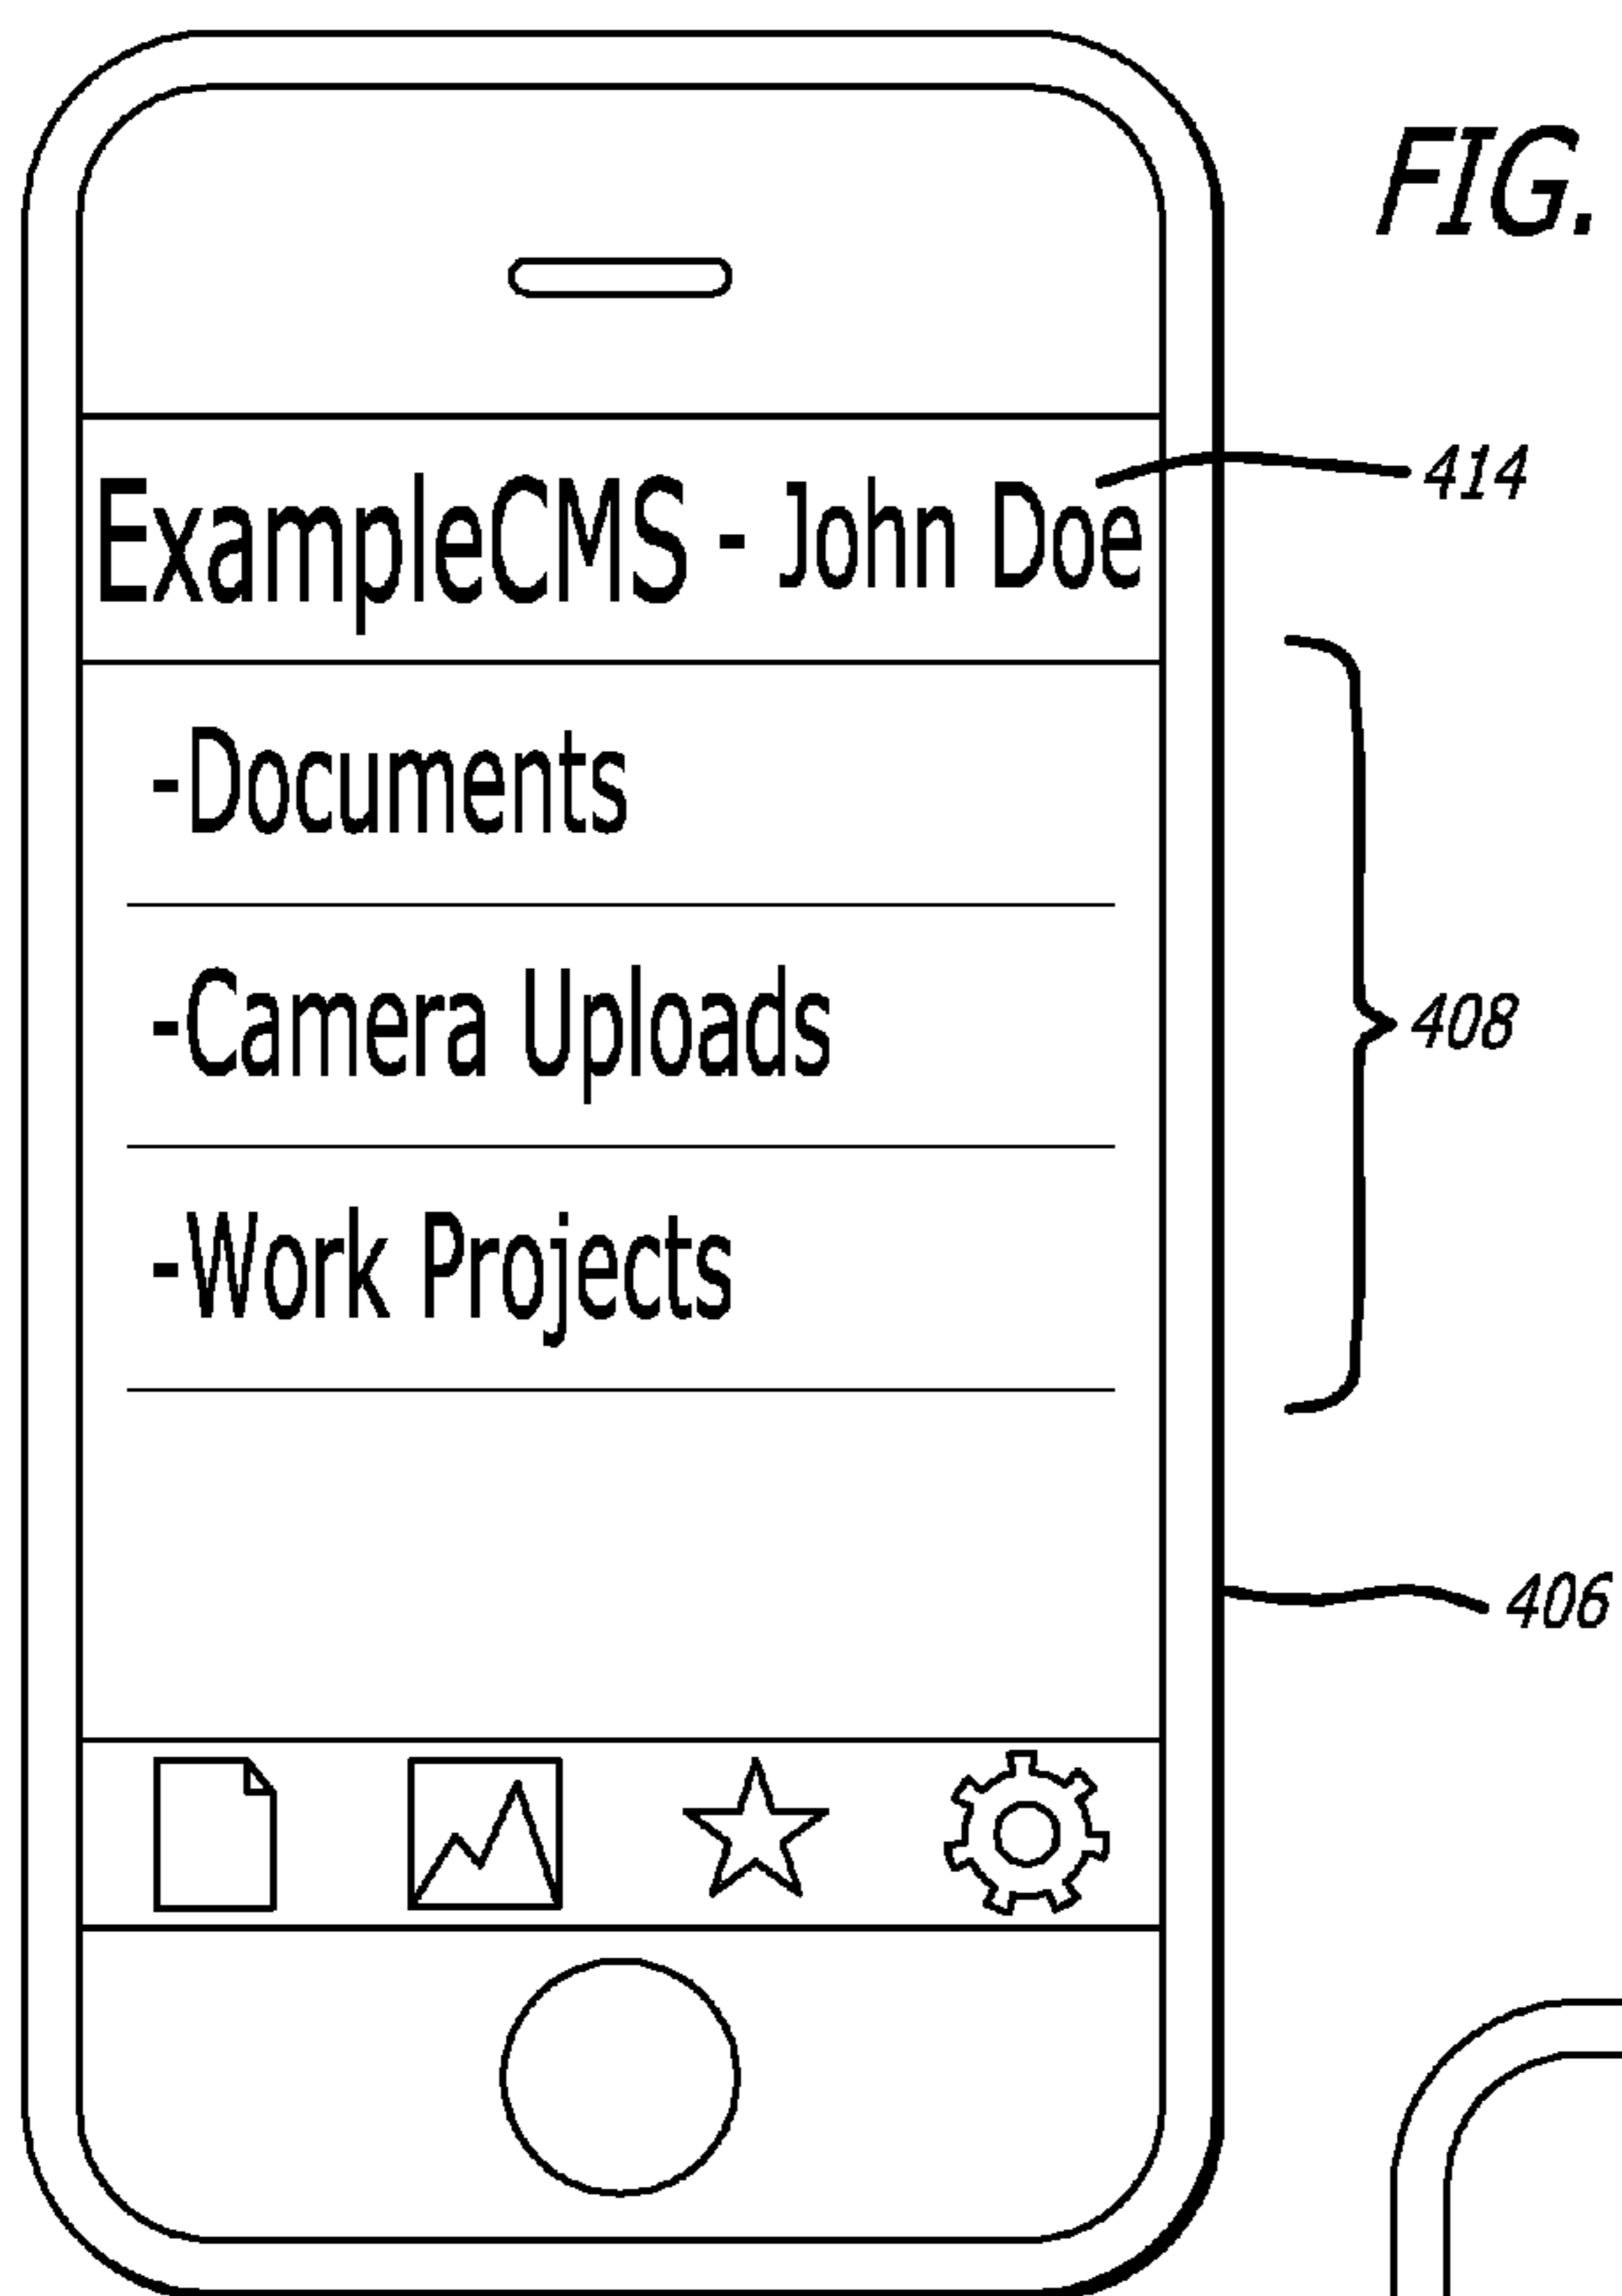 FIG.
ExampleCMS - John Doe
414
-Documents
-Camera Uploads
408
-Work Projects
406